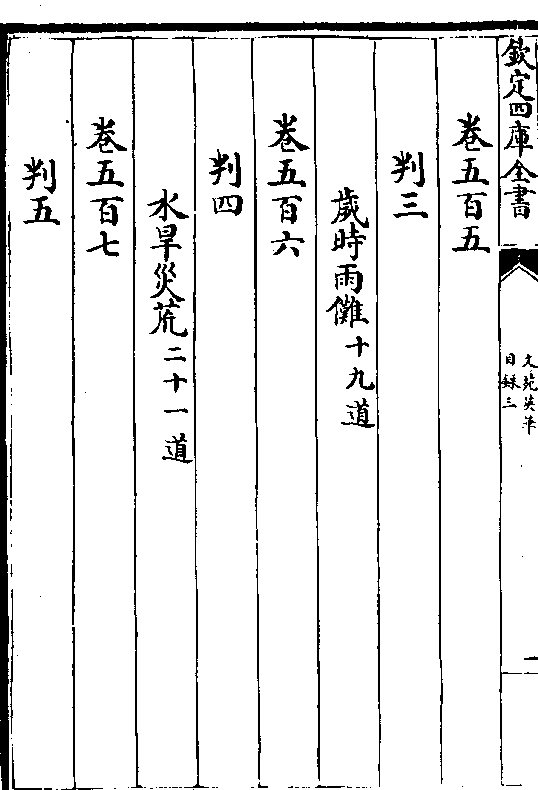 欽定四庫全書
文苑英華
目録三
卷五百五
判三
歲時雨儺十九道
卷五百六
判四
水旱災荒二十一道
卷五百七
判五